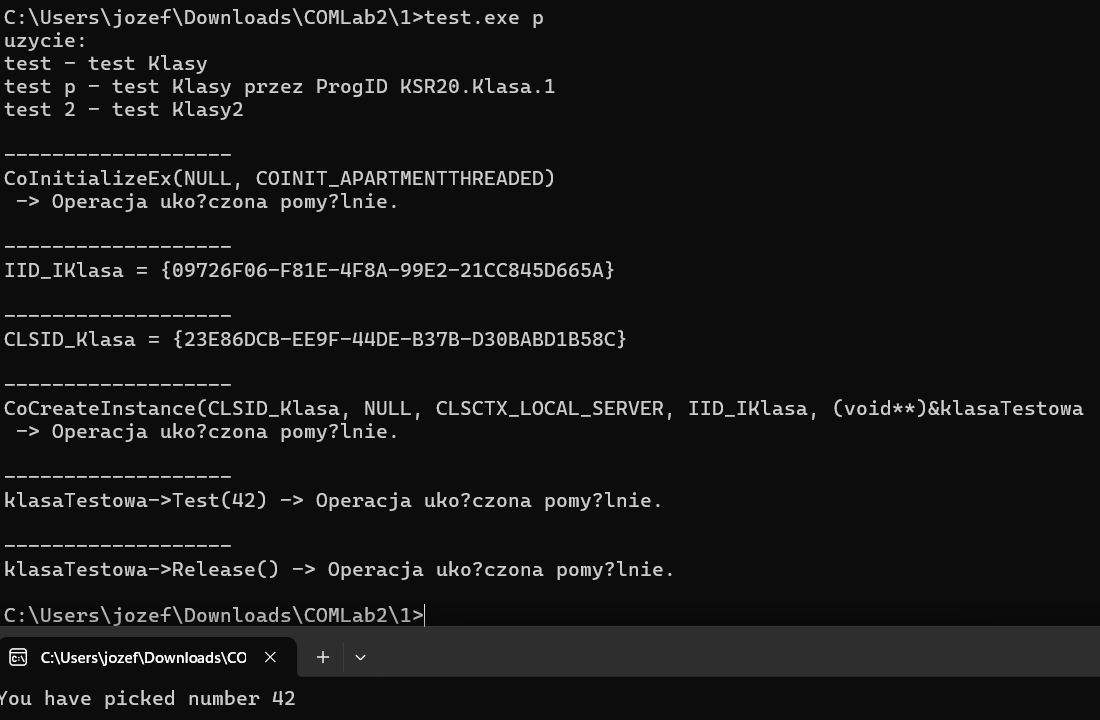 C:\Users\jozef\Downloads\COMLab2\1>test.exe p
uzycie:
test - test Klasy
test p - test Klasy przez ProgID KSR20.Klasa.1
test 2 - test Klasy2
-------------------
CoInitializeEx(NULL, COINIT_APARTMENTTHREADED)
-> Operacja uko?czona pomy?lnie.
-------------------
IID_IKlasa = {09726F06-F81E-4F8A-99E2-21CC845D665A}
-------------------
CLSID_Klasa = {23E86DCB-EE9F-44DE-B37B-D30BABD1B58C}
-------------------
CoCreateInstance(CLSID_Klasa, NULL, CLSCTX_LOCAL_SERVER, IID_IKlasa, (void**)&klasaTestowa
-> Operacja uko?czona pomy?lnie.
-------------------
klasaTestowa->Test(42) -> Operacja uko?czona pomy?lnie.
-------------------
klasaTestowa->Release() -> Operacja uko?czona pomy?lnie.
C:\Users\jozef\Downloads\COMLab2\1>
C:\Users\jozef\Downloads\CO
You have picked number 42